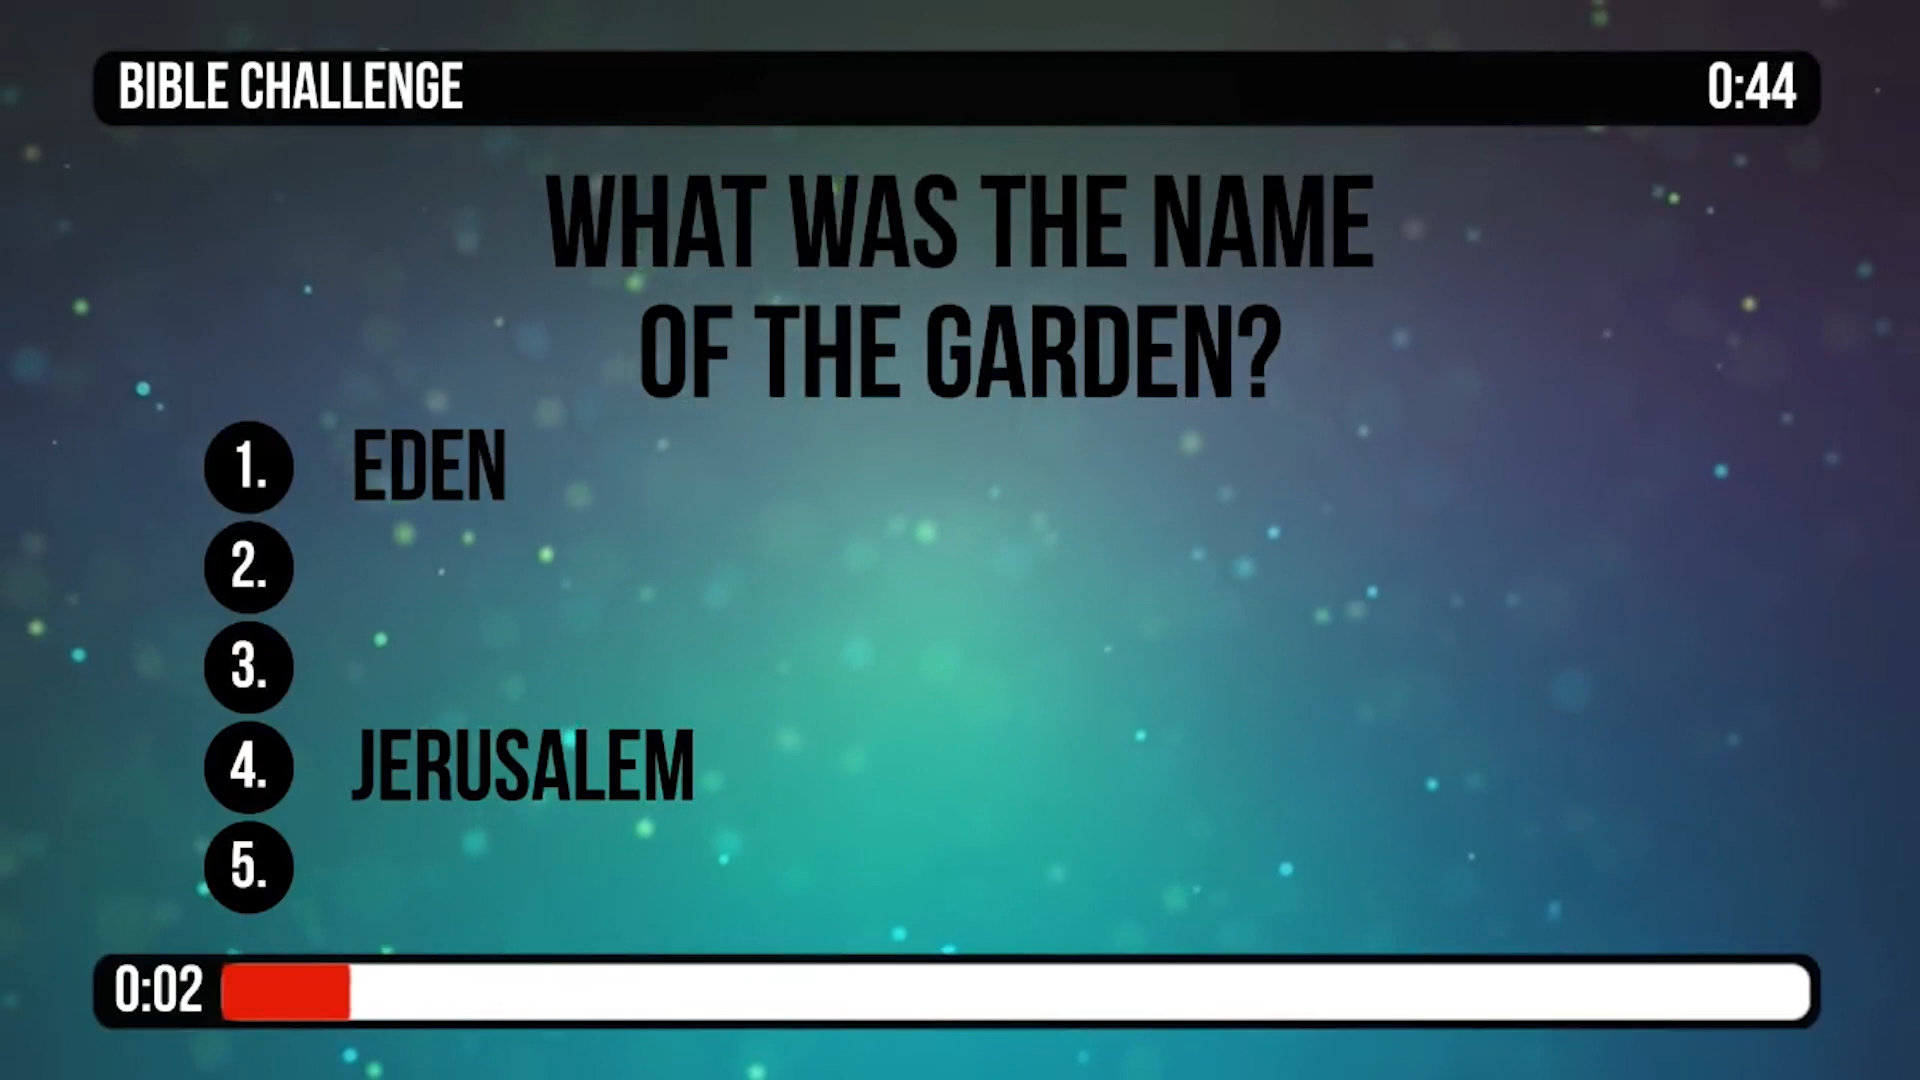 BIBLE CHALLENGE 0:44
WHAT WAS THE NAME
OF THE GARDEN?
1. EDEN
2.
3.
4. JERUSALEM
5.
0:02